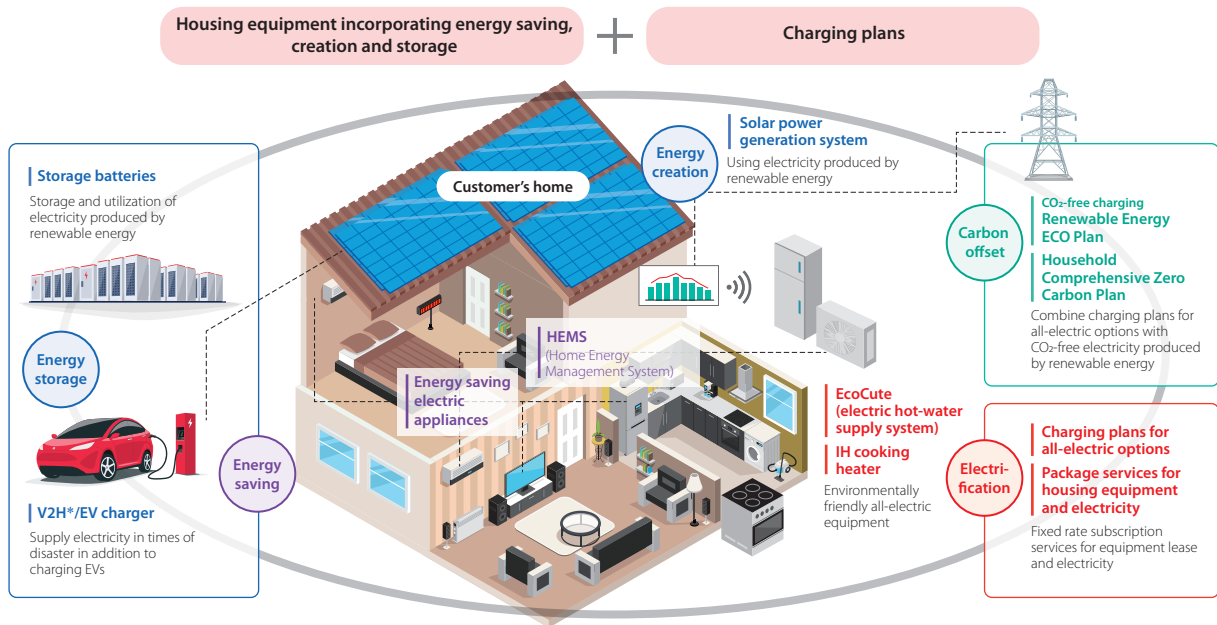 Housing equipment incorporating energy saving,
creation and storage
Charging plans
Storage batteries
Storage and utilization of
electricity produced by
renewable energy
Energy
storage
V2H*/EV charger
Supply electricity in times of
disaster in addition to
charging EVs
Energy
saving
Customer's home
Energy
creation
Solar power
generation system
Using electricity produced by
renewable energy
HEMS
(Home Energy
Management System)
Energy saving
electric
appliances
EcoCute
(electric hot-water
supply system)
IH cooking
heater
Environmentally
friendly all-electric
equipment
Carbon
offset
CO₂-free charging
Renewable Energy
ECO Plan
Household
Comprehensive Zero
Carbon Plan
Combine charging plans for
all-electric options with
CO₂-free electricity produced
by renewable energy
Electri-
fication
Charging plans for
all-electric options
Package services for
housing equipment
and electricity
Fixed rate subscription
services for equipment lease
and electricity